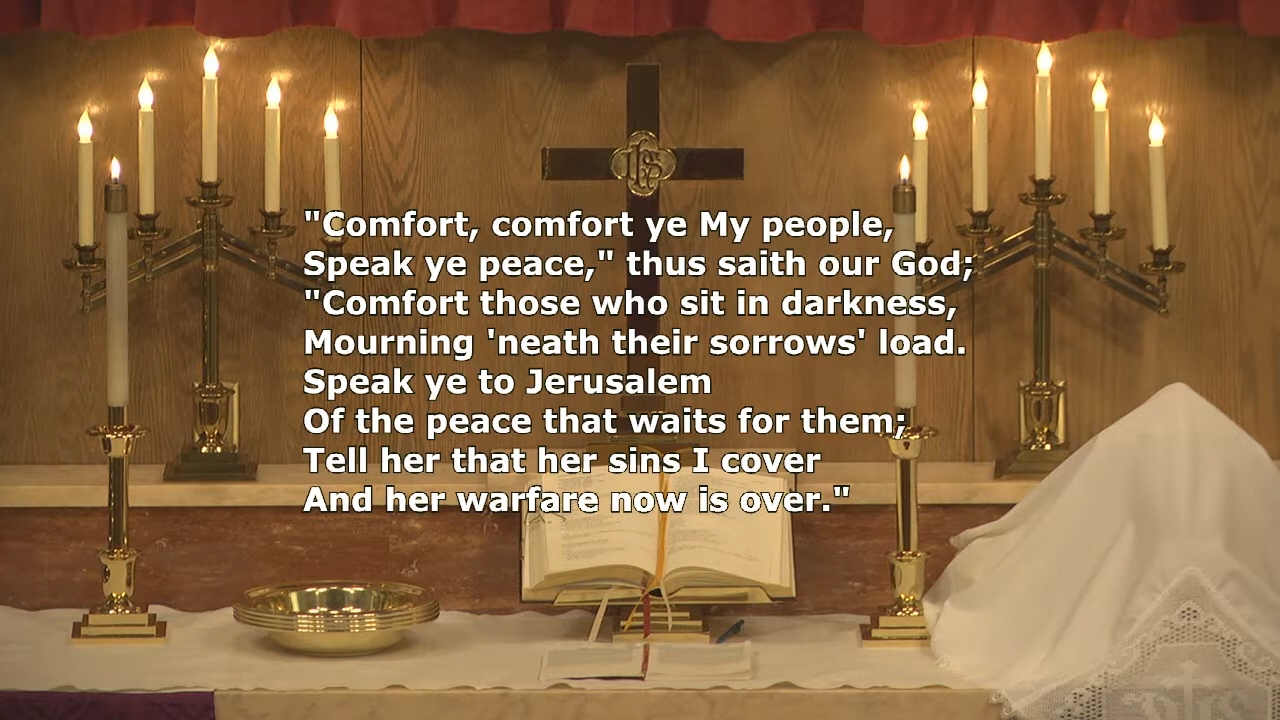 "Comfort, comfort ye My people,
Speak ye peace," thus saith our God;
"Comfort those who sit in darkness,
Mourning 'neath their sorrows' load.
Speak ye to Jerusalem
Of the peace that waits for them;
Tell her that her sins I cover
And her warfare now is over."
IHS